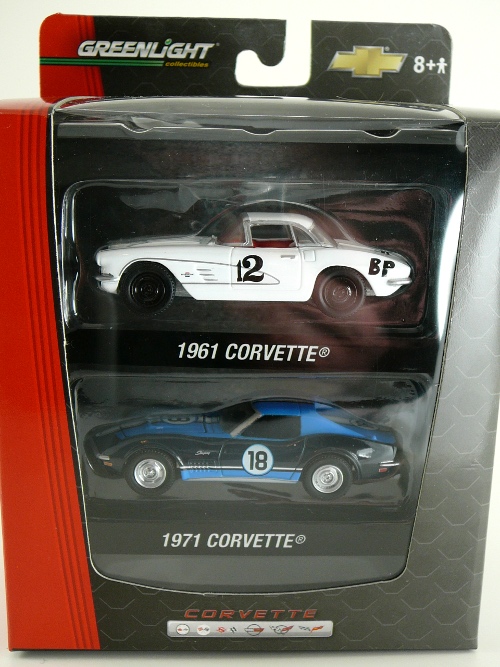 GREENLIGHT
collectibles
8+
12
BP
1961 CORVETTE®
18
1971 CORVETTE®
CORVETTE